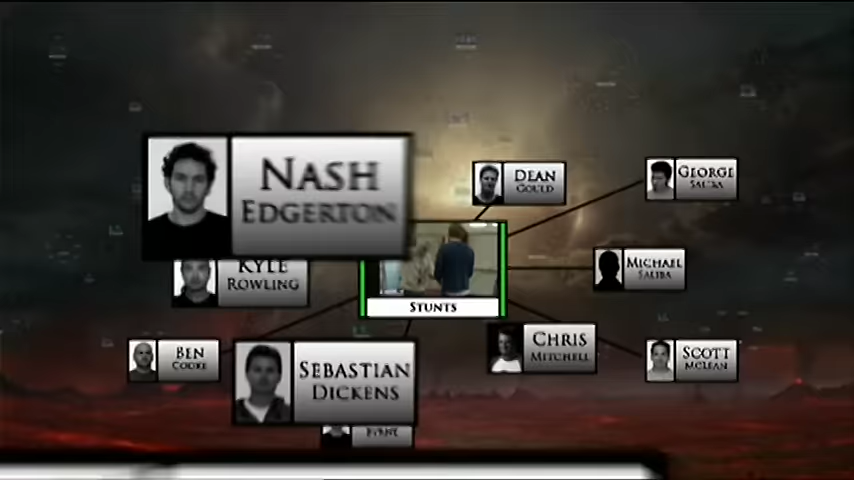 NASH
EDGERTON
DEAN
GOULD
GEORGE
SALIBA
KYLE
ROWLING
MICHAEL
SALIBA
STUNTS
BEN
COOKE
SEBASTIAN
DICKENS
CHRIS
MITCHELL
SCOTT
MCLEAN
BYRNE